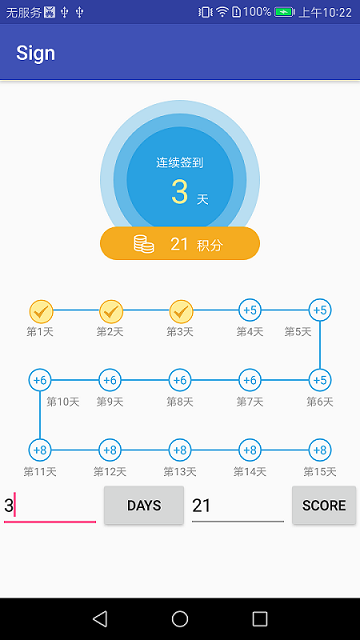 无服务 100% 上午10:22
Sign
连续签到
3 天
21 积分
+5 +5
第1天 第2天 第3天 第4天 第5天
+6 +6 +6 +6 +5
第10天 第9天 第8天 第7天 第6天
+8 +8 +8 +8 +8
第11天 第12天 第13天 第14天 第15天
3 DAYS 21 SCORE